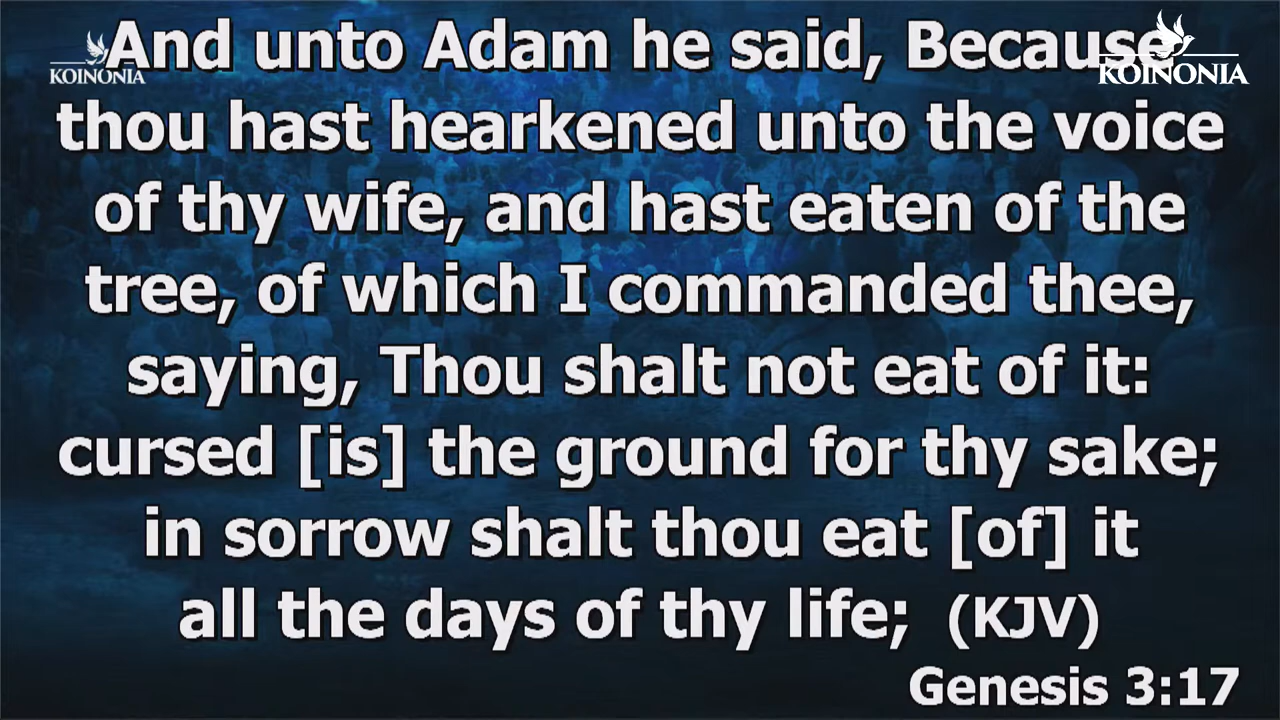 And unto Adam he said, Because
KOINONIA
KOINONIA
thou hast hearkened unto the voice
of thy wife, and hast eaten of the
tree, of which I commanded thee,
saying, Thou shalt not eat of it:
cursed [is] the ground for thy sake;
in sorrow shalt thou eat [of] it
all the days of thy life; (KJV)
Genesis 3:17